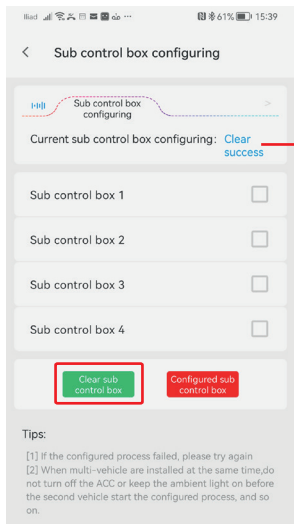 Iliad 61% 15:39
Sub control box configuring
Sub control box
configuring
Current sub control box configuring: Clear
success
Sub control box 1
Sub control box 2
Sub control box 3
Sub control box 4
Clear sub
control box
Configured sub
control box
Tips:
[1] If the configured process failed, please try again
[2] When multi-vehicle are installed at the same time,do
not turn off the ACC or keep the ambient light on before
the second vehicle start the configured process, and so
on.